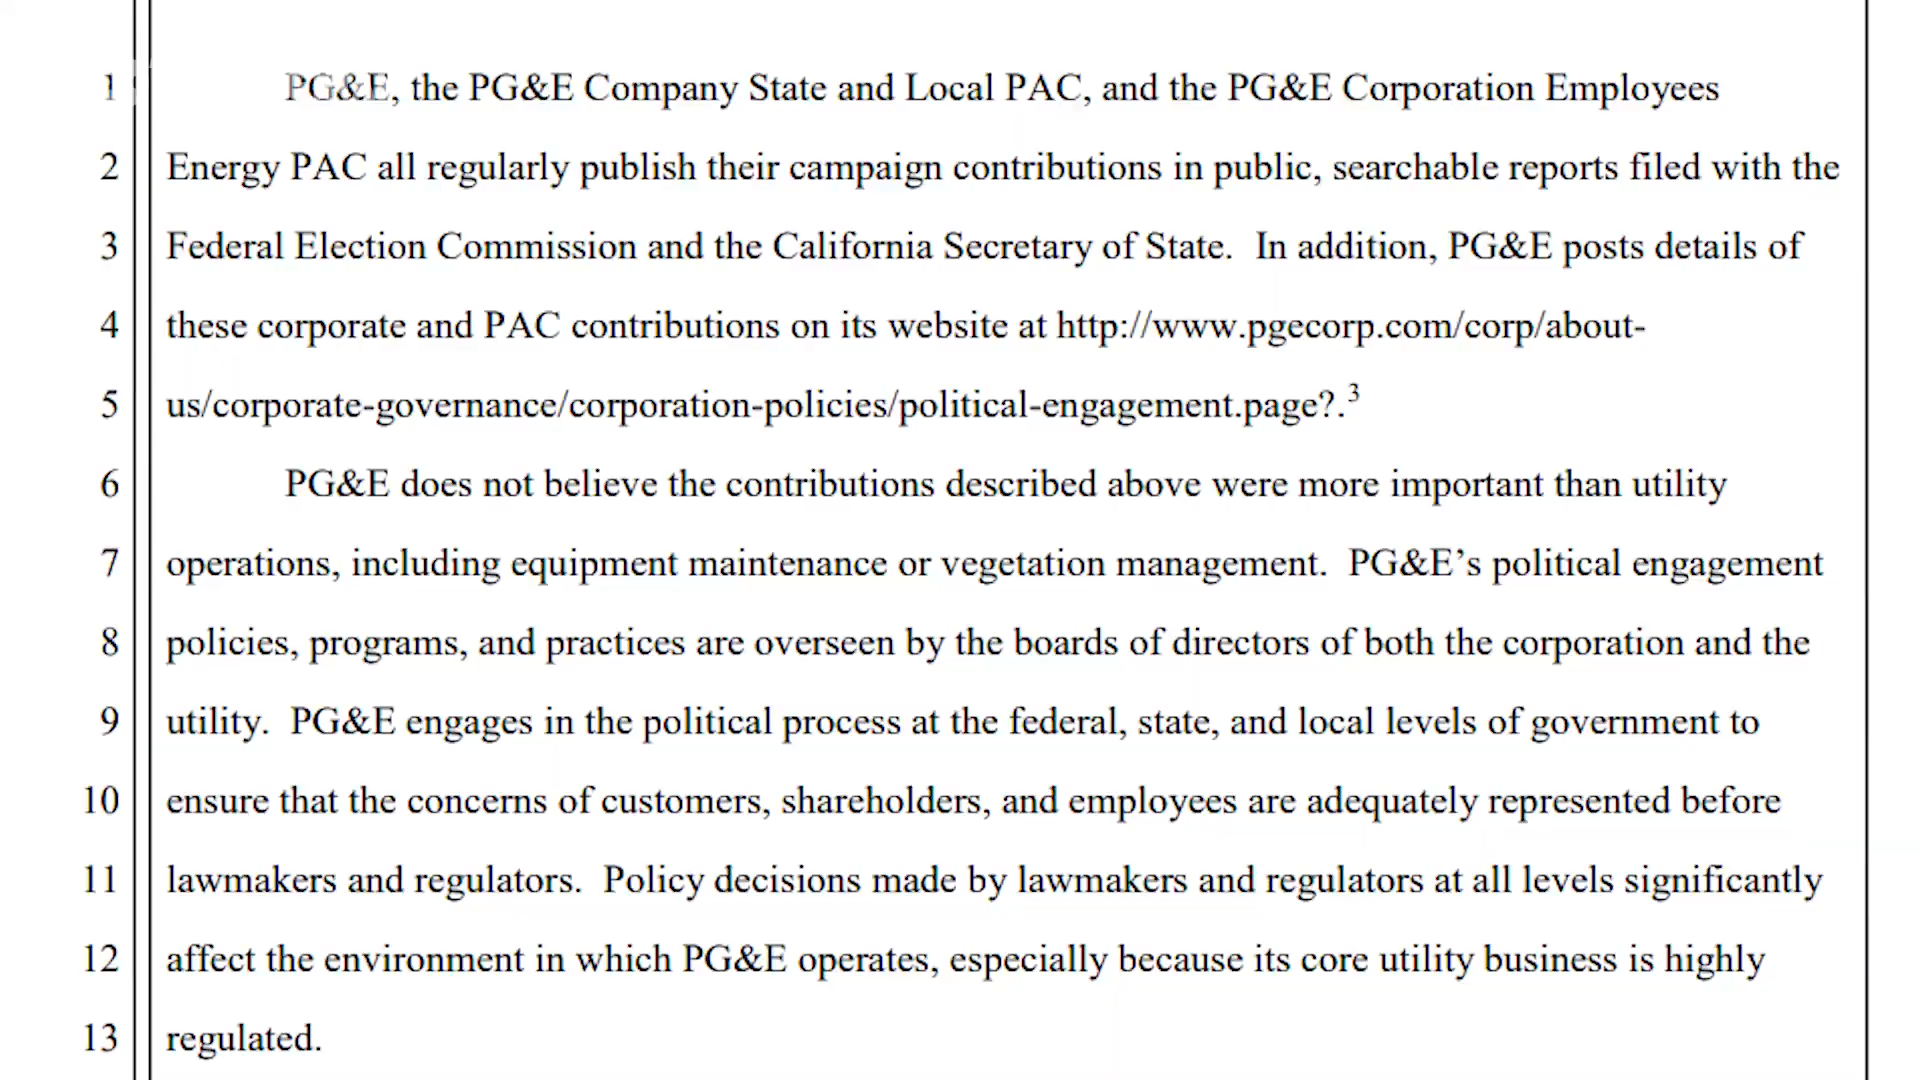 1 PG&E, the PG&E Company State and Local PAC, and the PG&E Corporation Employees
2 Energy PAC all regularly publish their campaign contributions in public, searchable reports filed with the
3 Federal Election Commission and the California Secretary of State.  In addition, PG&E posts details of
4 these corporate and PAC contributions on its website at http://www.pgecorp.com/corp/about-
5 us/corporate-governance/corporation-policies/political-engagement.page?.³
6 PG&E does not believe the contributions described above were more important than utility
7 operations, including equipment maintenance or vegetation management.  PG&E’s political engagement
8 policies, programs, and practices are overseen by the boards of directors of both the corporation and the
9 utility.  PG&E engages in the political process at the federal, state, and local levels of government to
10 ensure that the concerns of customers, shareholders, and employees are adequately represented before
11 lawmakers and regulators.  Policy decisions made by lawmakers and regulators at all levels significantly
12 affect the environment in which PG&E operates, especially because its core utility business is highly
13 regulated.